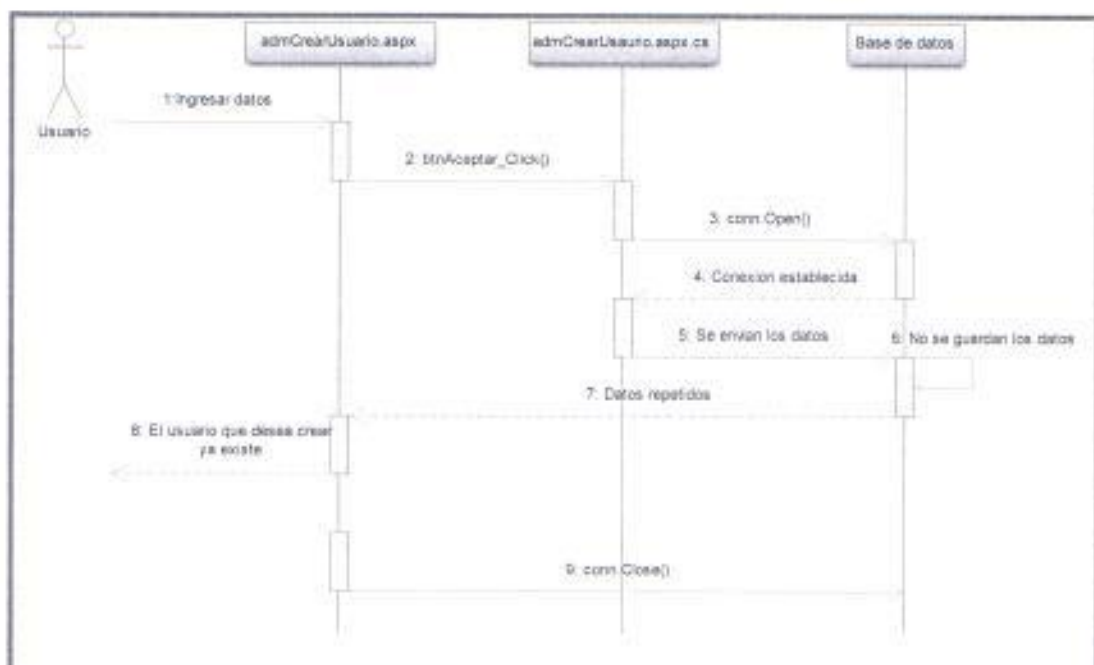 admCrearUsuario.aspx
admCrearUsaurio.aspx.cs
Base de datos
Usuario
1:Ingresar datos
2: btnAceptar_Click()
3: conn.Open()
4: Conexion establecida
5: Se envian los datos
6: No se guardan los datos
7: Datos repetidos
8: El usuario que desea crear
ya existe
9: conn.Close()